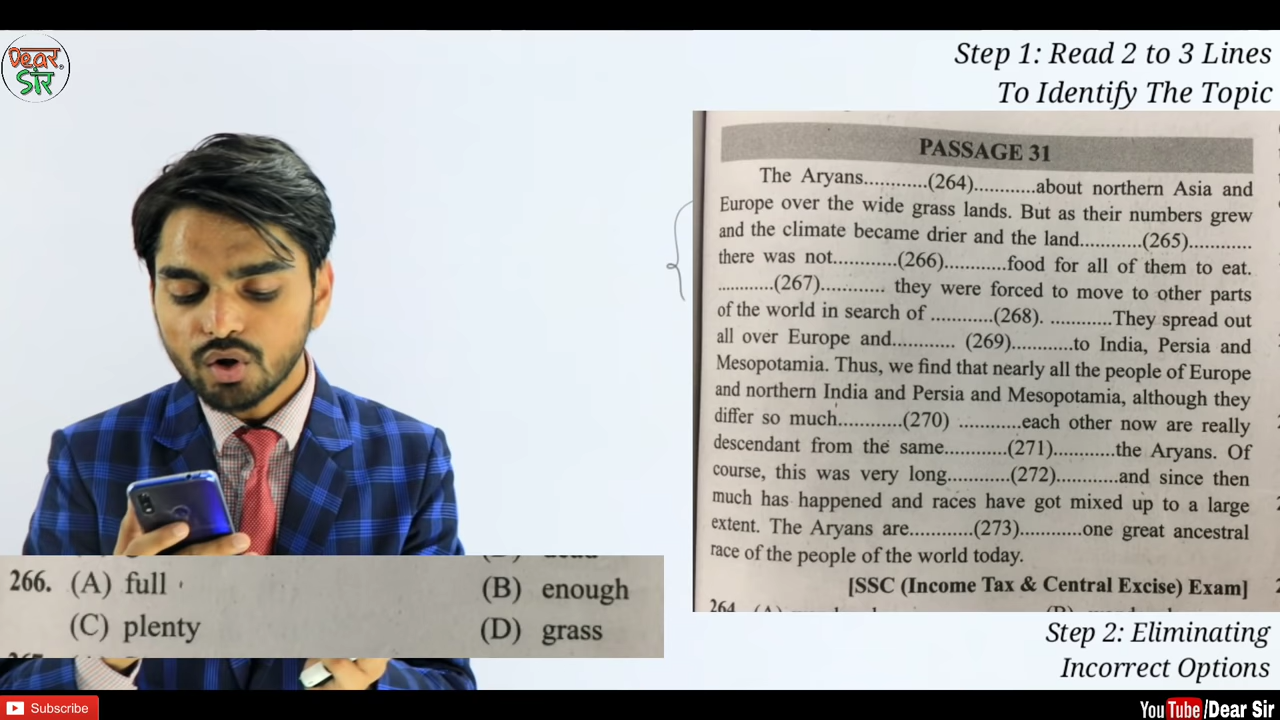 Dear
Sir
Step 1: Read 2 to 3 Lines
To Identify The Topic
PASSAGE 31
The Aryans...........(264)...........about northern Asia and
Europe over the wide grass lands. But as their numbers grew
and the climate became drier and the land...........(265)...........
there was not...........(266)...........food for all of them to eat.
...........(267)........... they were forced to move to other parts
of the world in search of ...........(268). ...........They spread out
all over Europe and........... (269)...........to India, Persia and
Mesopotamia. Thus, we find that nearly all the people of Europe
and northern India and Persia and Mesopotamia, although they
differ so much...........(270) ...........each other now are really
descendant from the same...........(271)...........the Aryans. Of
course, this was very long...........(272)...........and since then
much has happened and races have got mixed up to a large
extent. The Aryans are...........(273)...........one great ancestral
race of the people of the world today.
[SSC (Income Tax & Central Excise) Exam]
266. (A) full (B) enough
(C) plenty (D) grass
Step 2: Eliminating
Incorrect Options
Subscribe
YouTube /Dear Sir